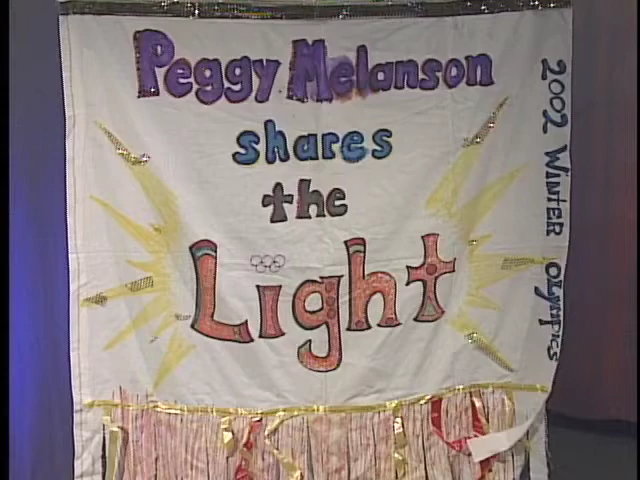 Peggy Melanson
shares
the
Light
2002 WINTER OlympIcs